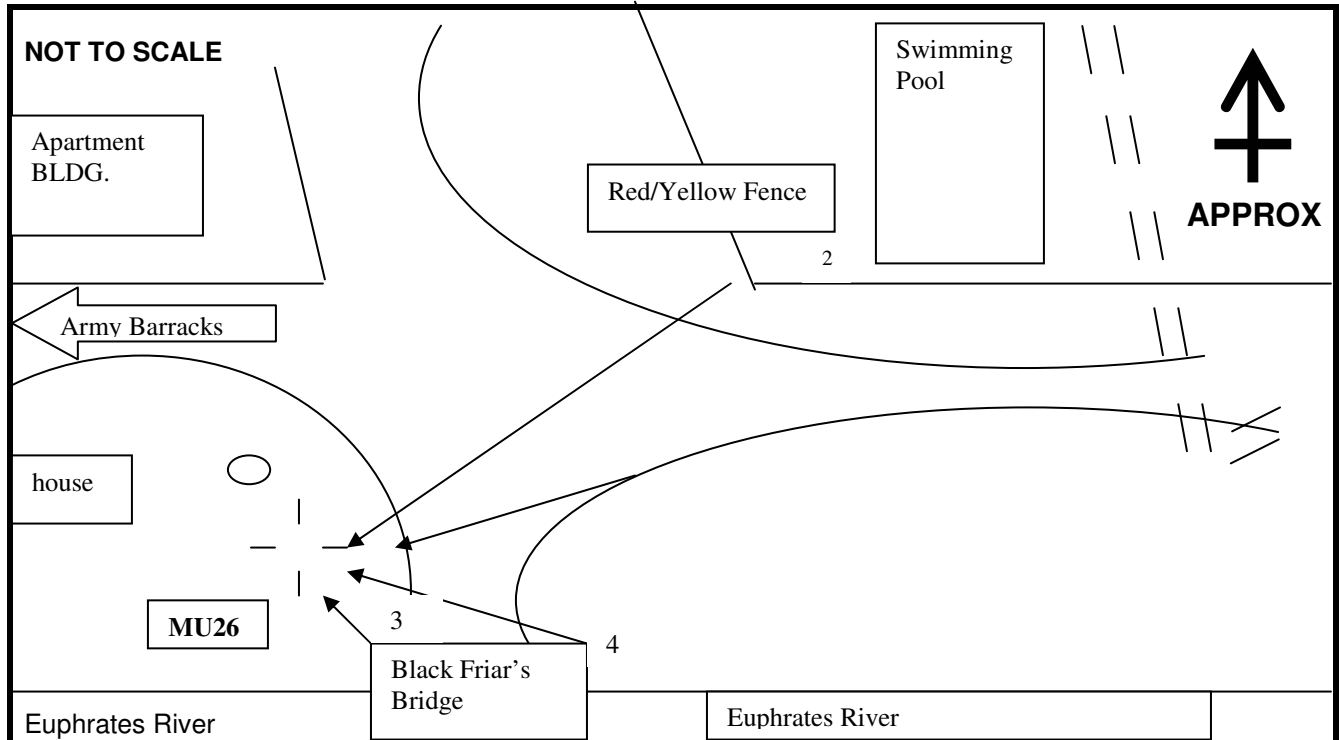 NOT TO SCALE
Swimming
Pool
Apartment
BLDG.
Red/Yellow Fence
APPROX
2
Army Barracks
house
3
MU26
4
Black Friar's
Bridge
Euphrates River
Euphrates River